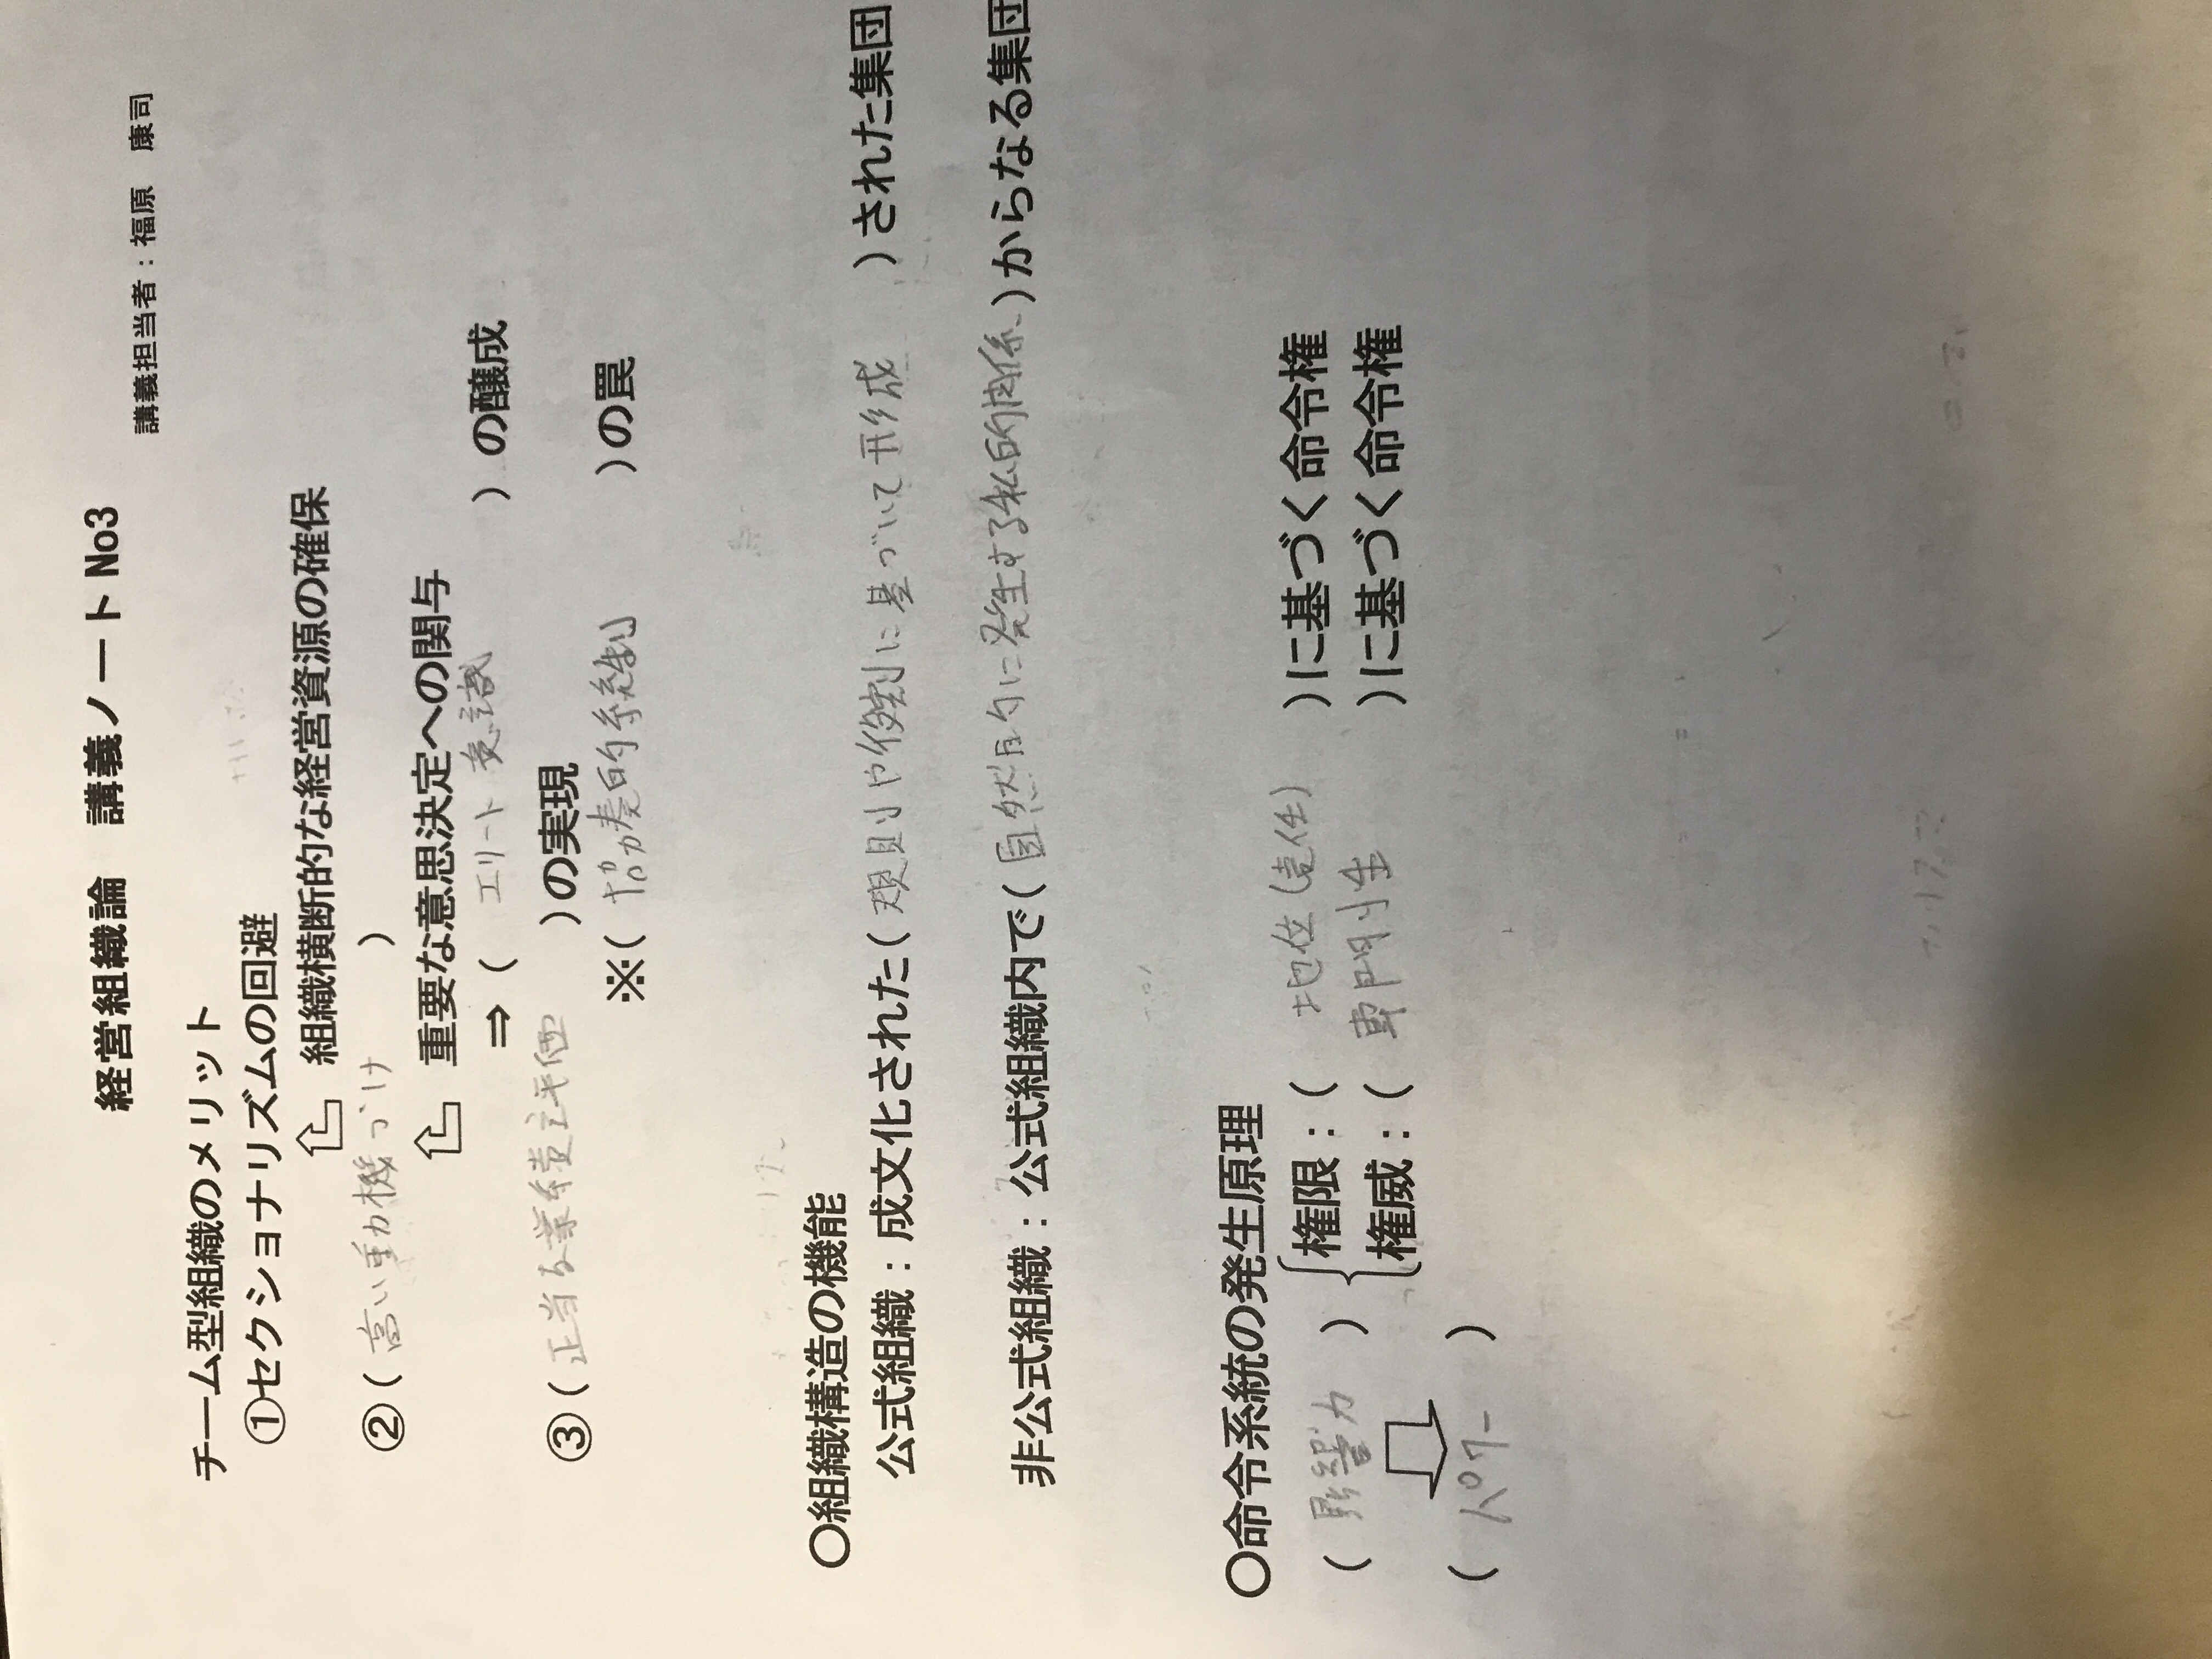 経営組織論　講義ノートNo3
講義担当者：福原　康司
チーム型組織のメリット
①セクショナリズムの回避
組織横断的な経営資源の確保
②（高い動機づけ）
重要な意思決定への関与
⇒（エリート意識）の醸成
③（正当な業績評価）の実現
※（協奏的統制）の罠
〇組織構造の機能
公式組織：成文化された（規則や役割に基づいて形成）された集団
非公式組織：公式組織内で（自然的に発生する私的関係）からなる集団
〇命令系統の発生原理
権限：（地位（責任））に基づく命令権
（影響力）
権威：（専門性）に基づく命令権
（パワー）